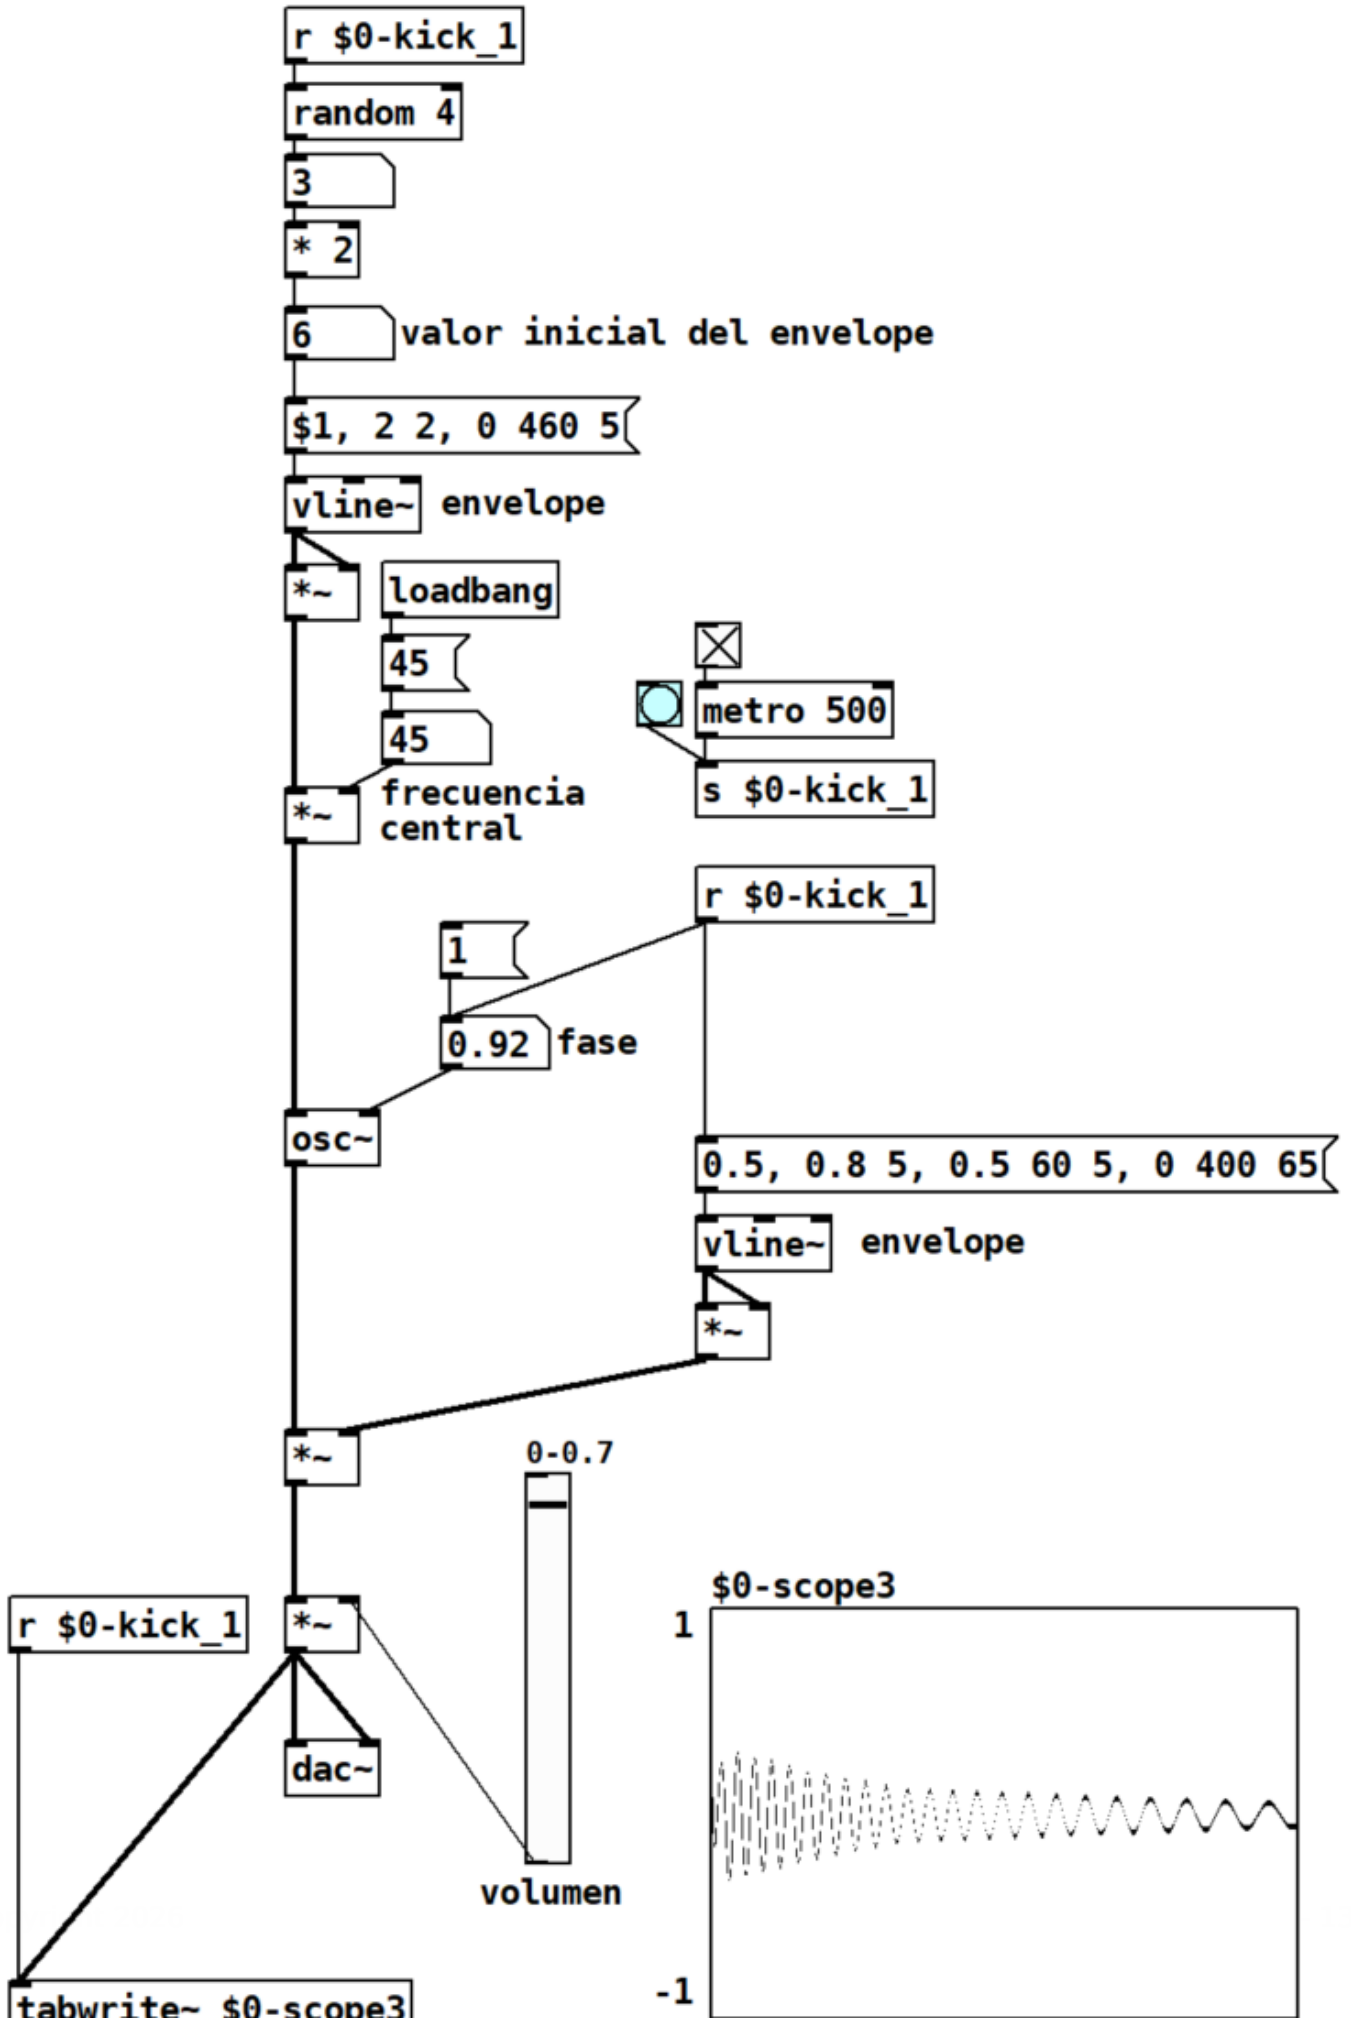 r $0-kick_1
random 4
3
* 2
6
valor inicial del envelope
$1, 2 2, 0 460 5
vline~
envelope
*~
loadbang
45
45
*~
frecuencia
central
metro 500
s $0-kick_1
r $0-kick_1
1
0.92
fase
osc~
0.5, 0.8 5, 0.5 60 5, 0 400 65
vline~
envelope
*~
*~
0-0.7
r $0-kick_1
*~
dac~
volumen
tabwrite~ $0-scope3
$0-scope3
1
-1